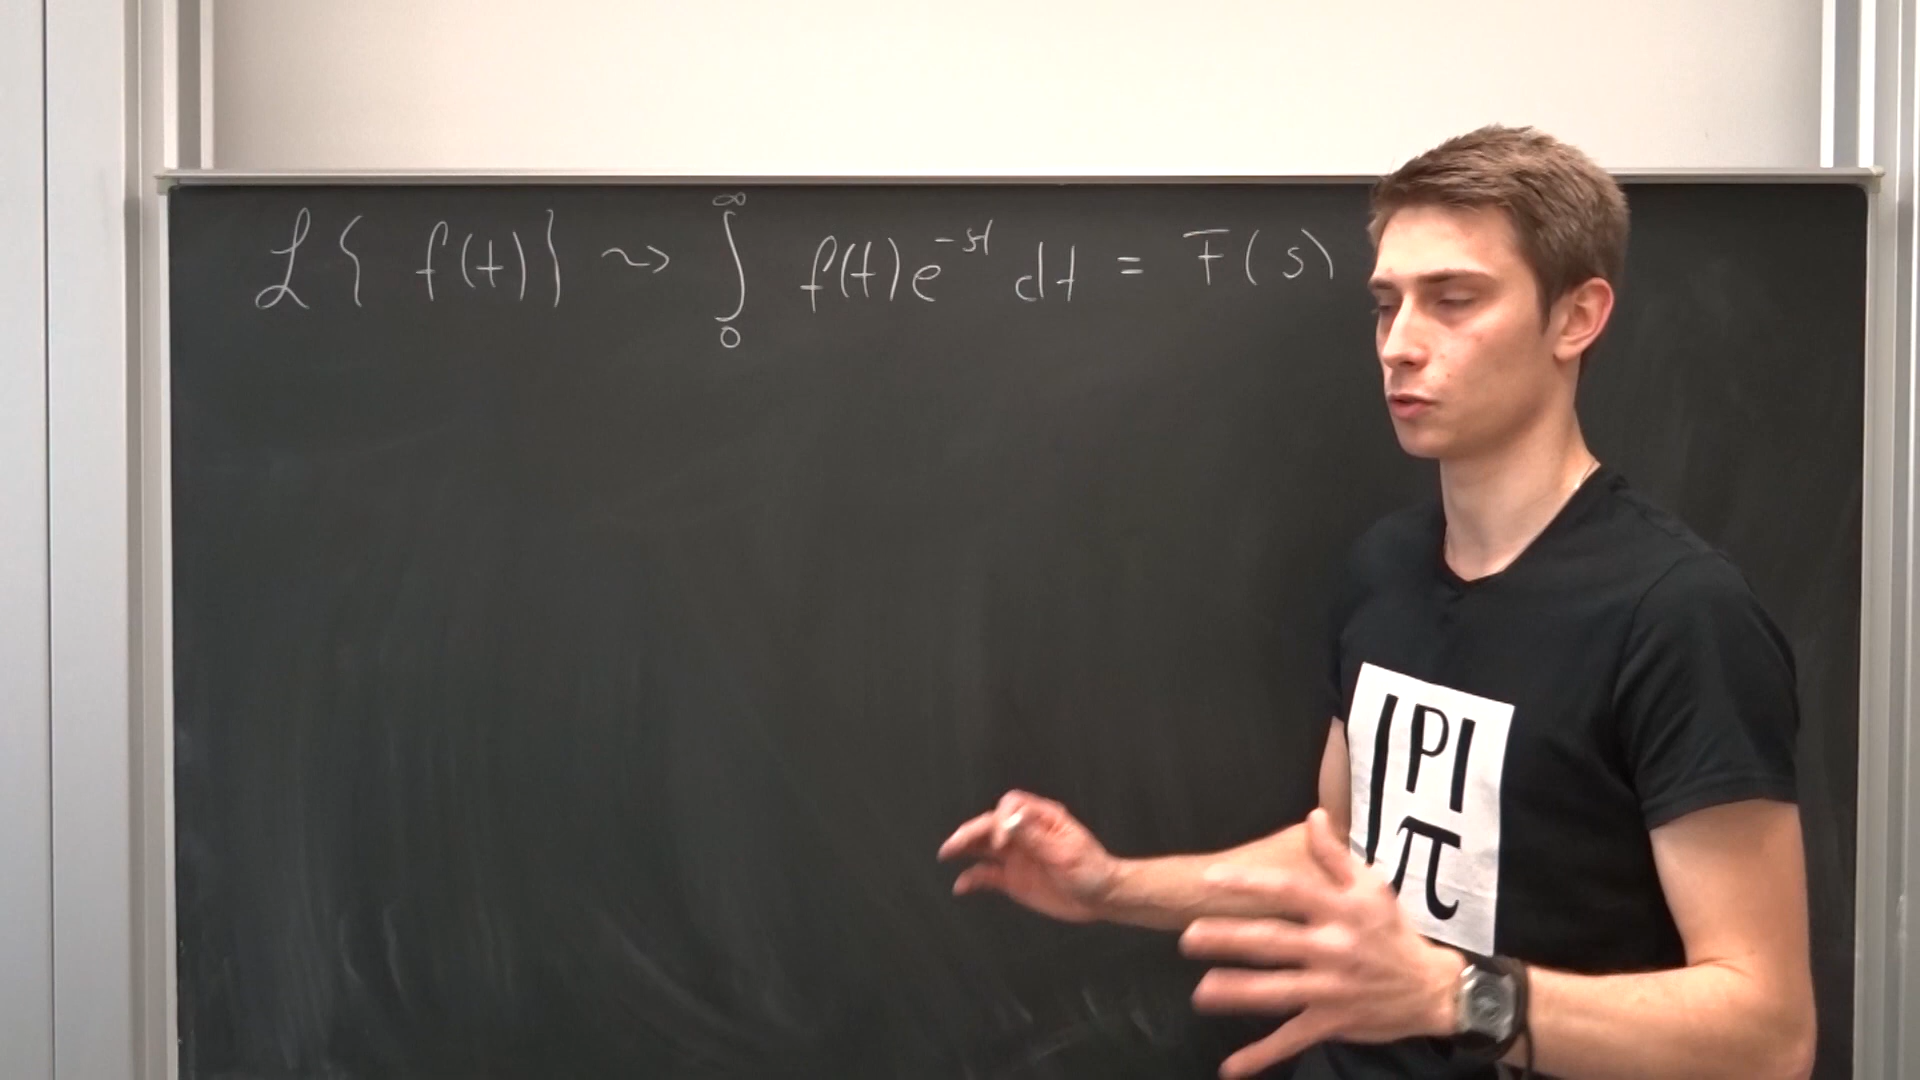 ℒ{ f(t)} ⇝ ∫₀^∞ f(t)e^{-st} dt = F(s)
|PI
π